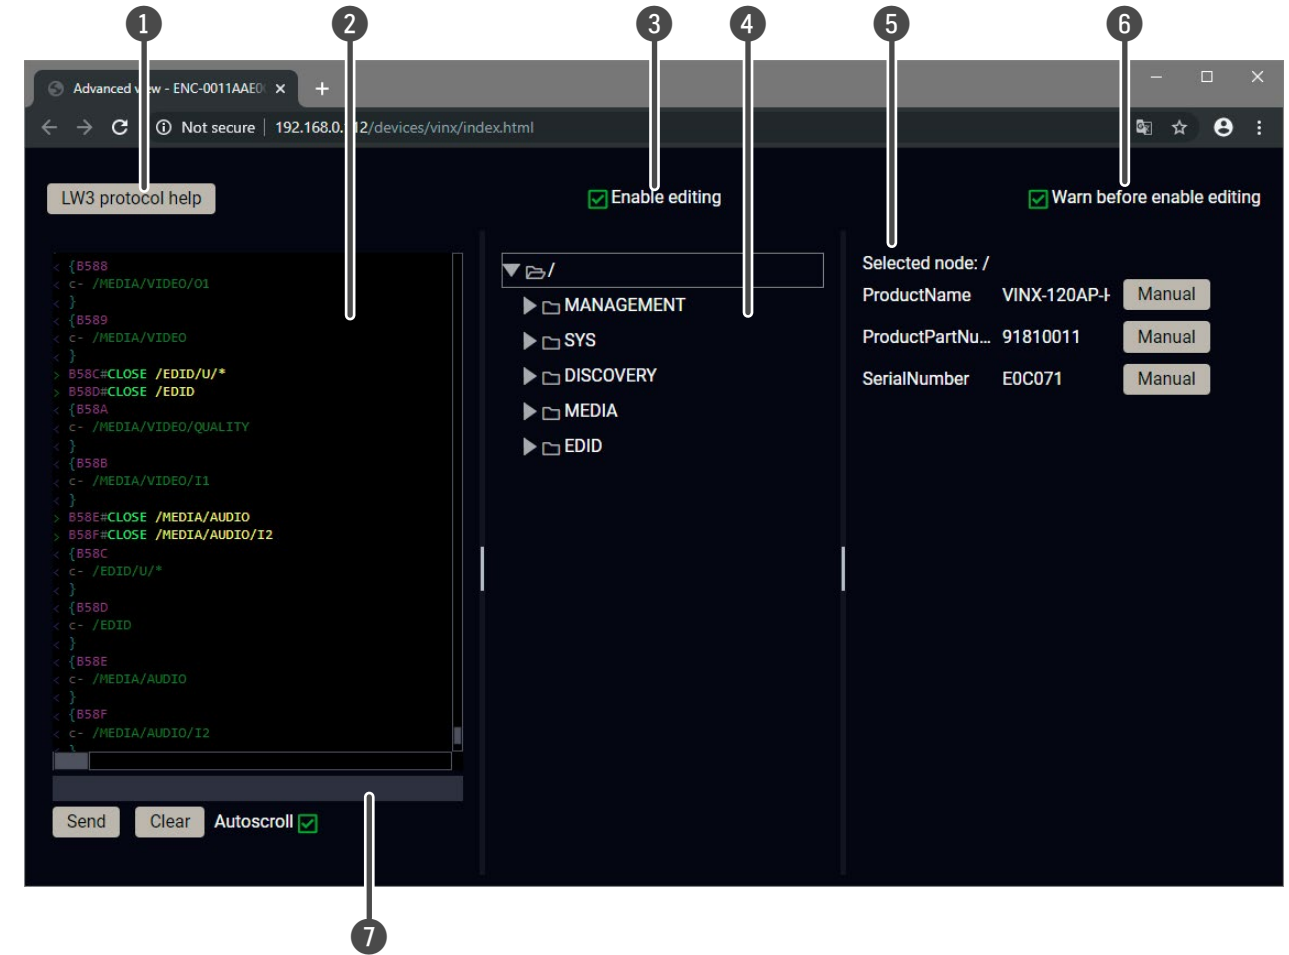 1 2 3 4 5 6
Advanced v
w - ENC-0011AAE0
Not secure | 192.168.0.
12/devices/vinx/index.html
LW3 protocol help
Enable editing
Warn before enable editing
< {B588
< c- /MEDIA/VIDEO/O1
< }
< {B589
< c- /MEDIA/VIDEO
< }
> B58C#CLOSE /EDID/U/*
> B58D#CLOSE /EDID
< {B58A
< c- /MEDIA/VIDEO/QUALITY
< }
< {B58B
< c- /MEDIA/VIDEO/I1
< }
> B58E#CLOSE /MEDIA/AUDIO
> B58F#CLOSE /MEDIA/AUDIO/I2
< {B58C
< c- /EDID/U/*
< }
< {B58D
< c- /EDID
< }
< {B58E
< c- /MEDIA/AUDIO
< }
< {B58F
< c- /MEDIA/AUDIO/I2
< }
Send
Clear
Autoscroll
/
MANAGEMENT
SYS
DISCOVERY
MEDIA
EDID
Selected node: /
ProductName VINX-120AP-H Manual
ProductPartNu... 91810011 Manual
SerialNumber E0C071 Manual
7